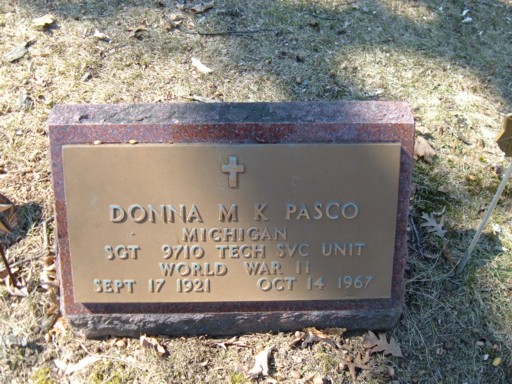 DONNA M K PASCO
MICHIGAN
SGT 9710 TECH SVC UNIT
WORLD WAR II
SEPT 17 1921 OCT 14 1967